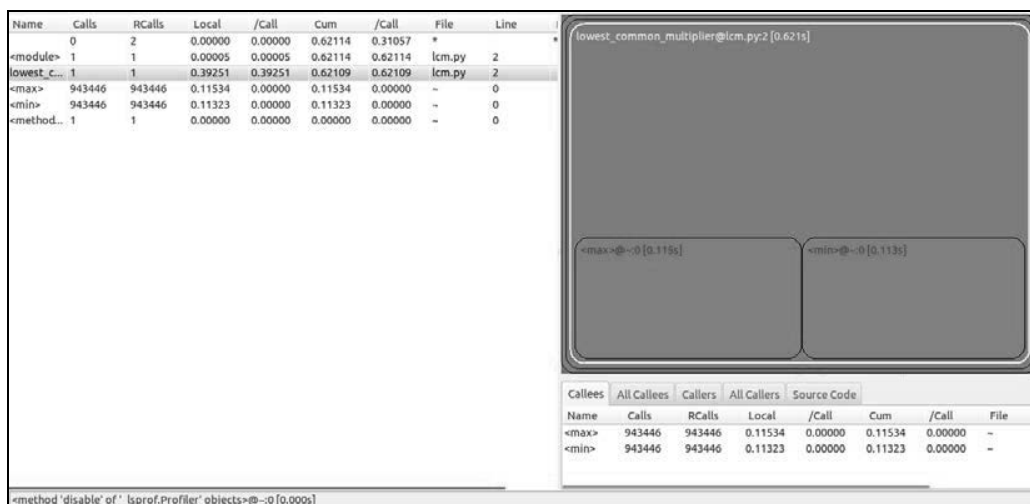 Name Calls RCalls Local /Call Cum /Call File Line
0 2 0.00000 0.00000 0.62114 0.31057 * *
<module> 1 1 0.00005 0.00005 0.62114 0.62114 lcm.py 2
lowest_c... 1 1 0.39251 0.39251 0.62109 0.62109 lcm.py 2
<max> 943446 943446 0.11534 0.00000 0.11534 0.00000 ~ 0
<min> 943446 943446 0.11323 0.00000 0.11323 0.00000 ~ 0
<method... 1 1 0.00000 0.00000 0.00000 0.00000 ~ 0
lowest_common_multiplier@lcm.py:2 [0.621s]
<max>@~:0 [0.115s]
<min>@~:0 [0.113s]
Callees All Callees Callers All Callers Source Code
Name Calls RCalls Local /Call Cum /Call File
<max> 943446 943446 0.11534 0.00000 0.11534 0.00000 ~
<min> 943446 943446 0.11323 0.00000 0.11323 0.00000 ~
<method 'disable' of '_lsprof.Profiler' objects>@~:0 [0.000s]